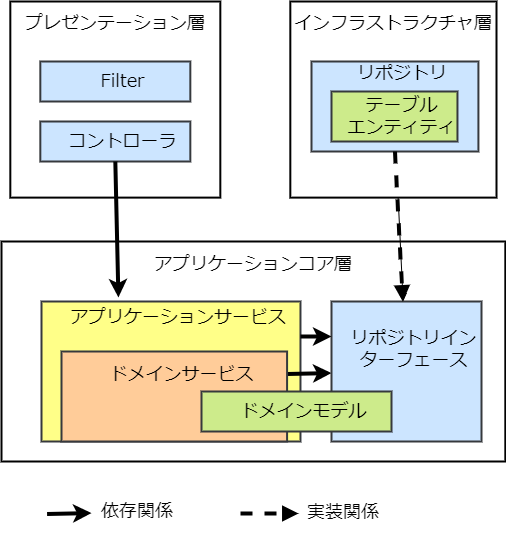 プレゼンテーション層
Filter
コントローラ
インフラストラクチャ層
リポジトリ
テーブル
エンティティ
アプリケーションコア層
アプリケーションサービス
ドメインサービス
ドメインモデル
リポジトリイン
ターフェース
依存関係
実装関係